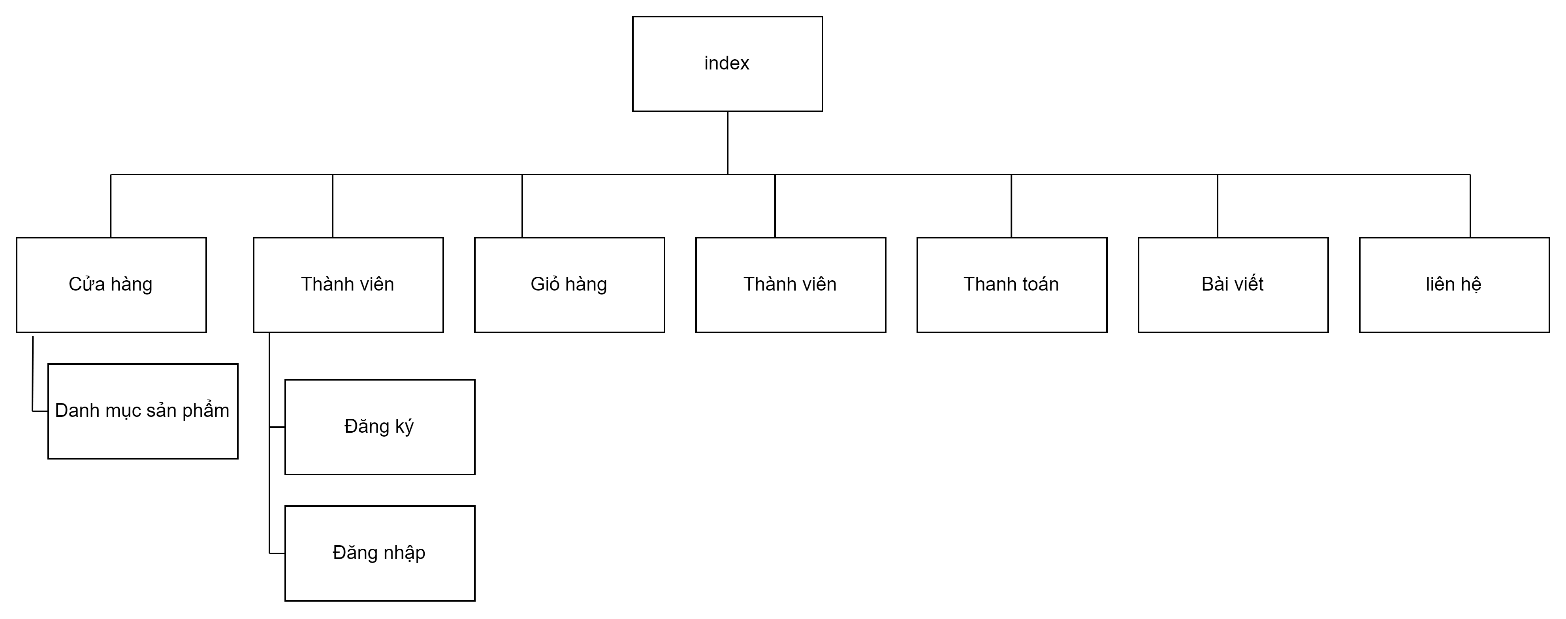 index
Cửa hàng
Thành viên
Giỏ hàng
Thành viên
Thanh toán
Bài viết
liên hệ
Danh mục sản phẩm
Đăng ký
Đăng nhập